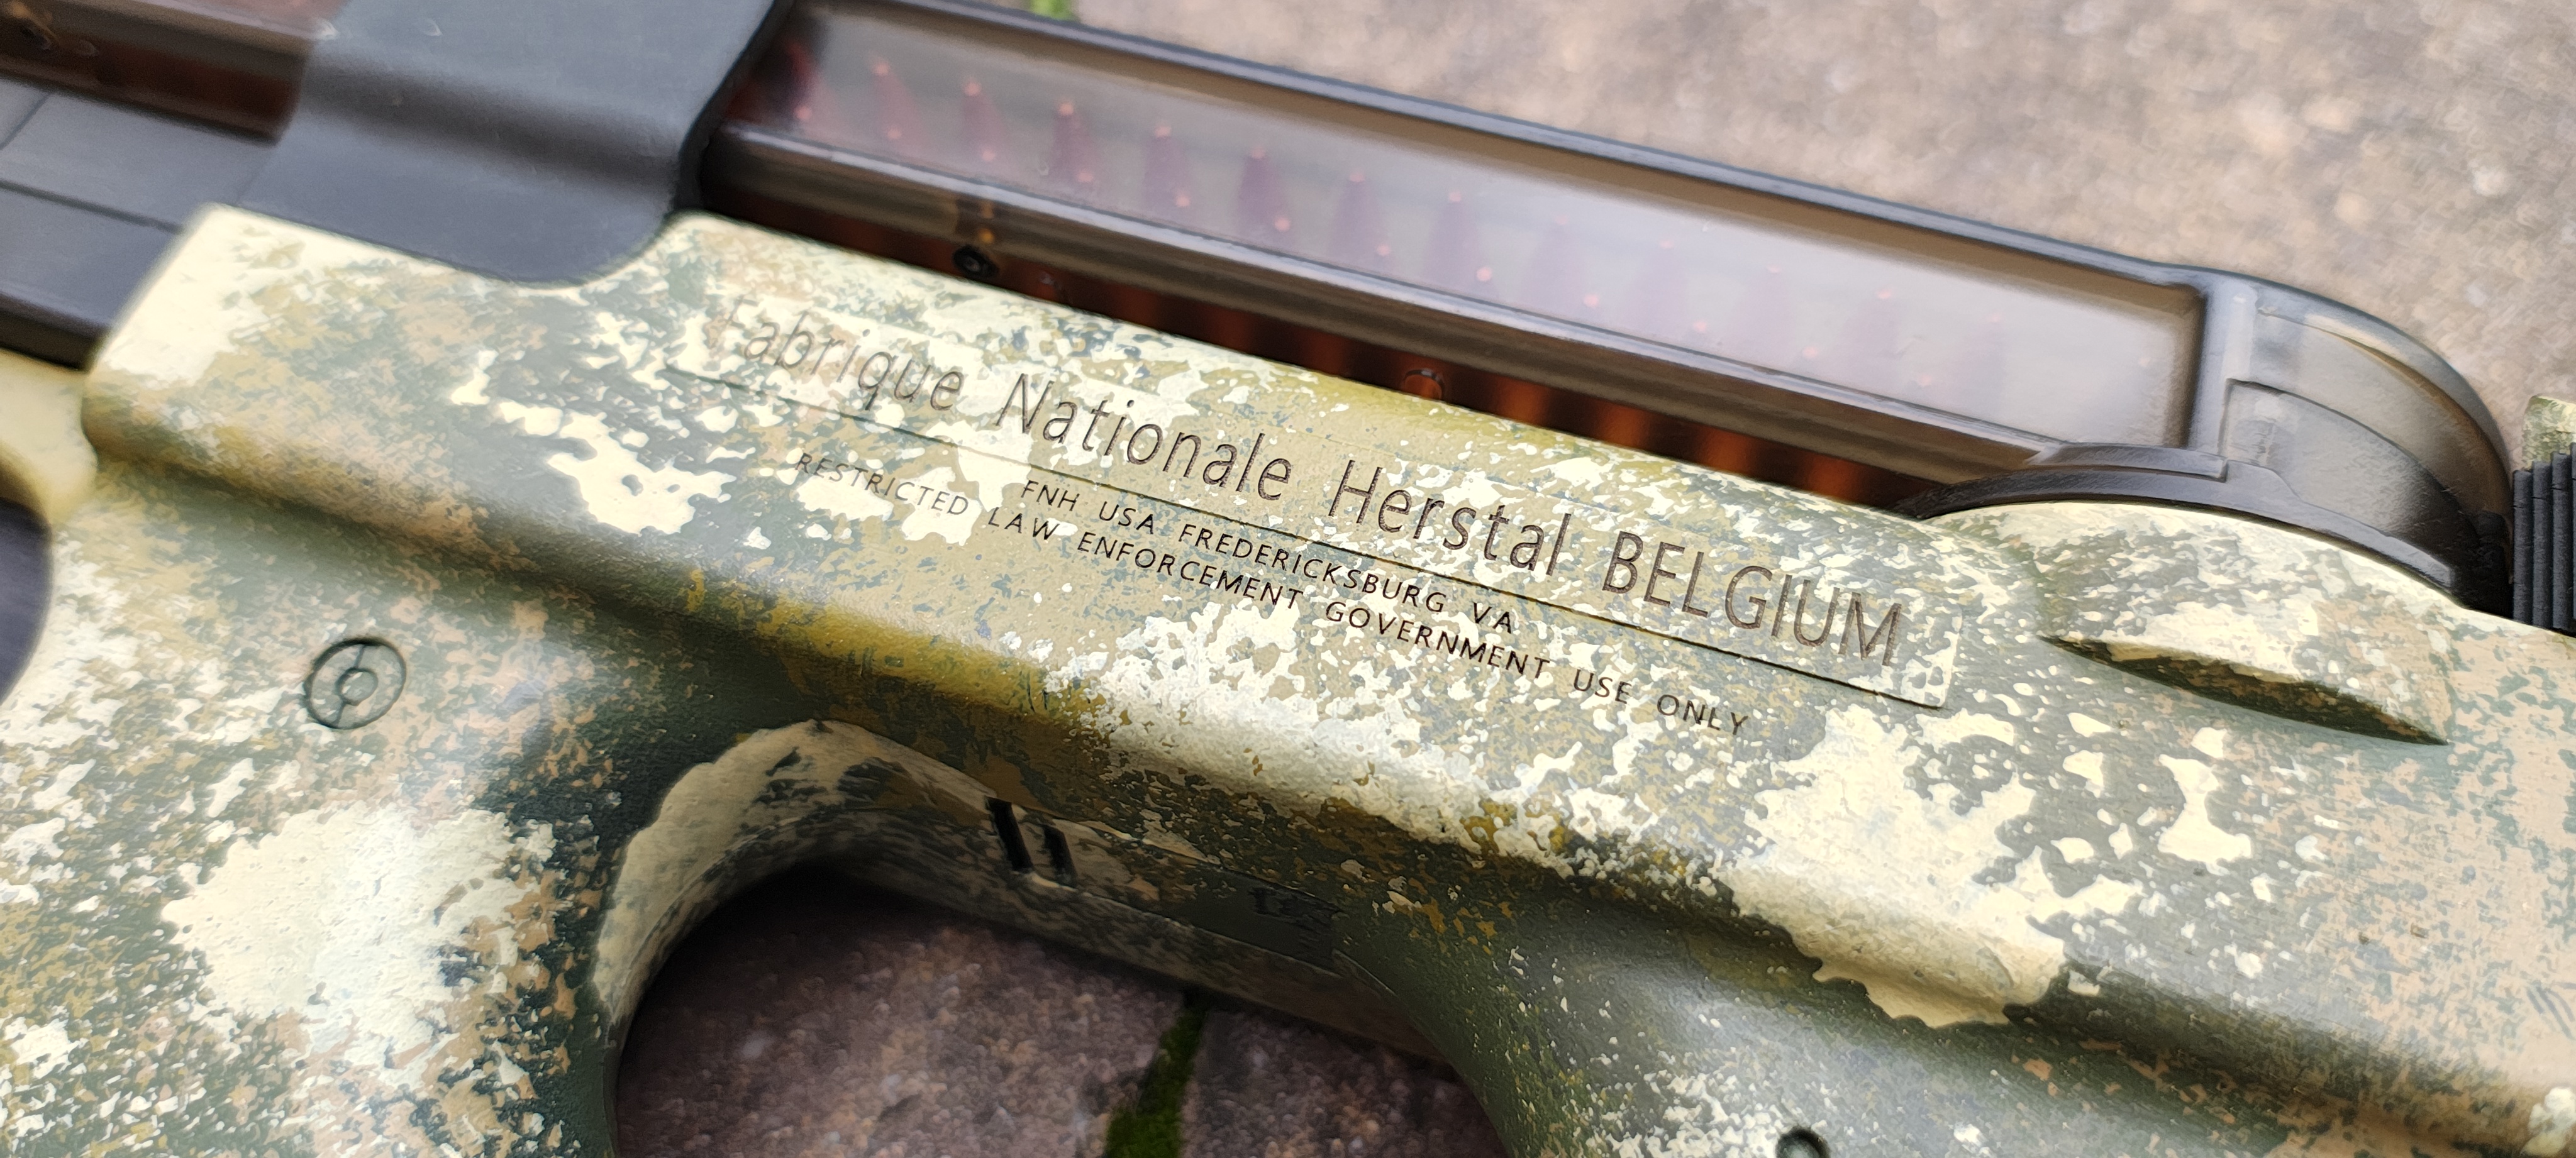 Fabrique Nationale Herstal BELGIUM
FNH USA FREDERICKSBURG VA
RESTRICTED LAW ENFORCEMENT GOVERNMENT USE ONLY